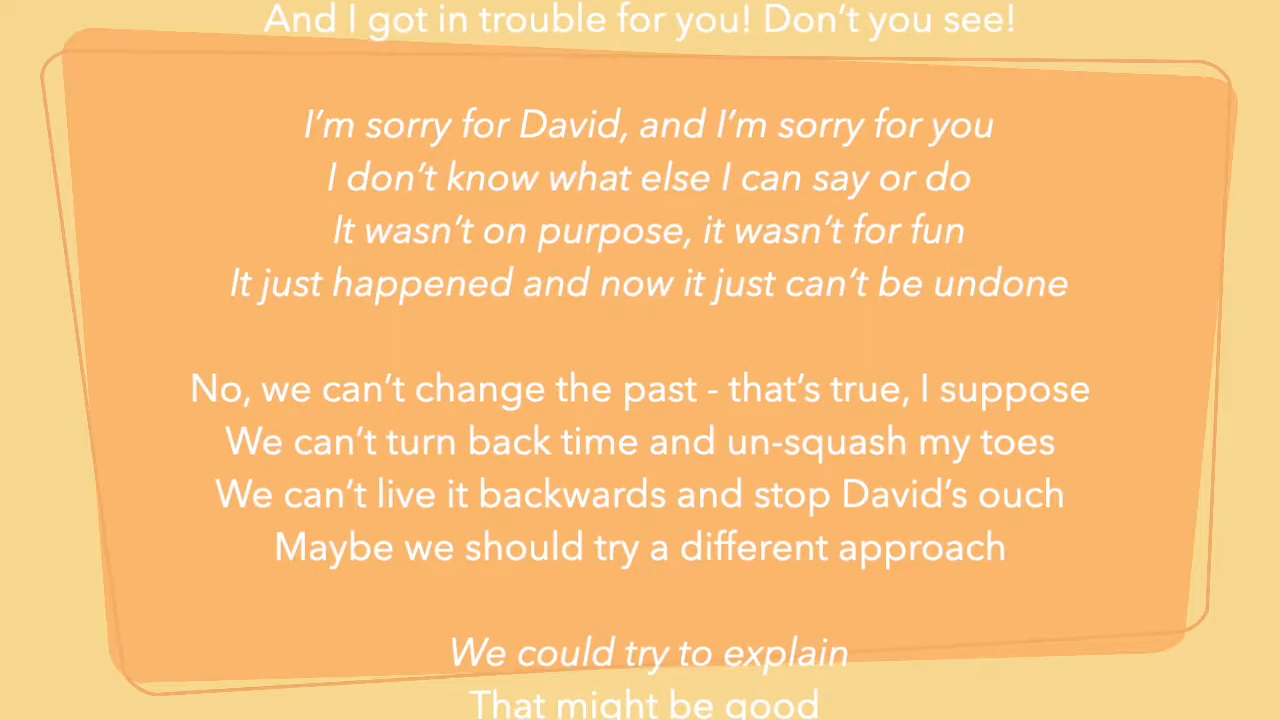 And I got in trouble for you! Don’t you see!
I’m sorry for David, and I’m sorry for you
I don’t know what else I can say or do
It wasn’t on purpose, it wasn’t for fun
It just happened and now it just can’t be undone
No, we can’t change the past - that’s true, I suppose
We can’t turn back time and un-squash my toes
We can’t live it backwards and stop David’s ouch
Maybe we should try a different approach
We could try to explain
That might be good